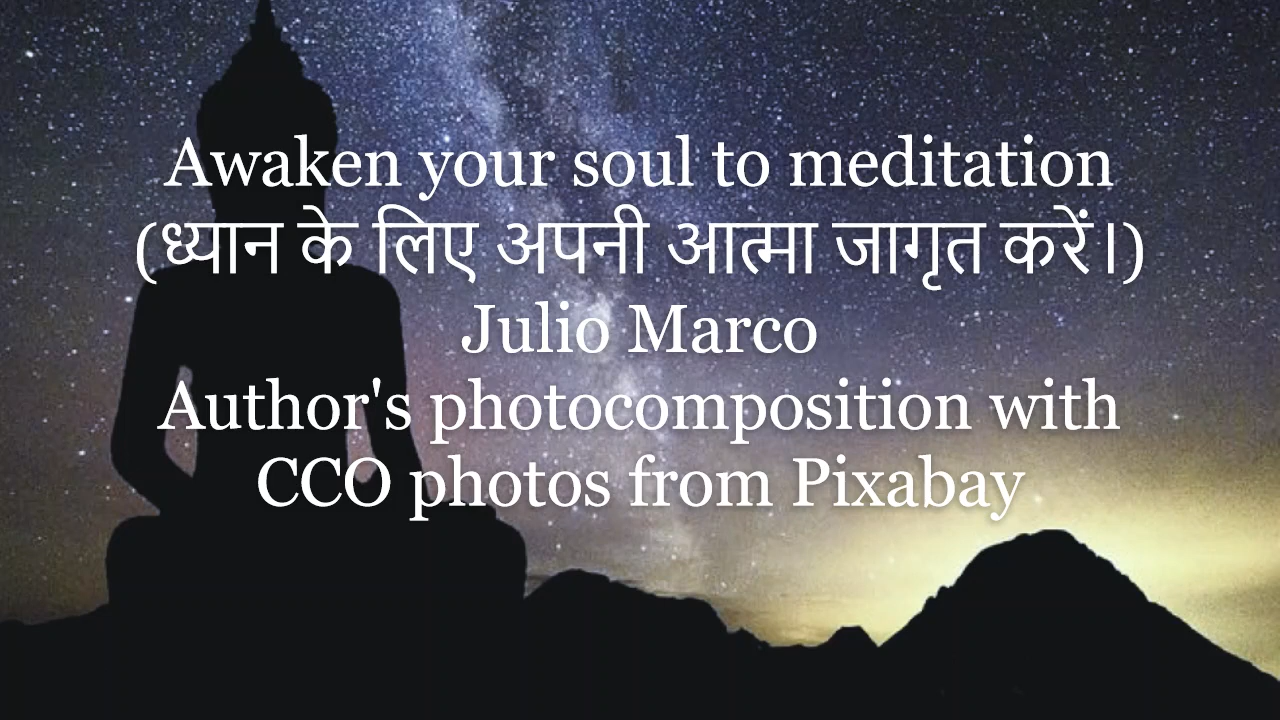 Awaken your soul to meditation
(ध्यान के लिए अपनी आत्मा जागृत करें।)
Julio Marco
Author's photocomposition with
CCO photos from Pixabay